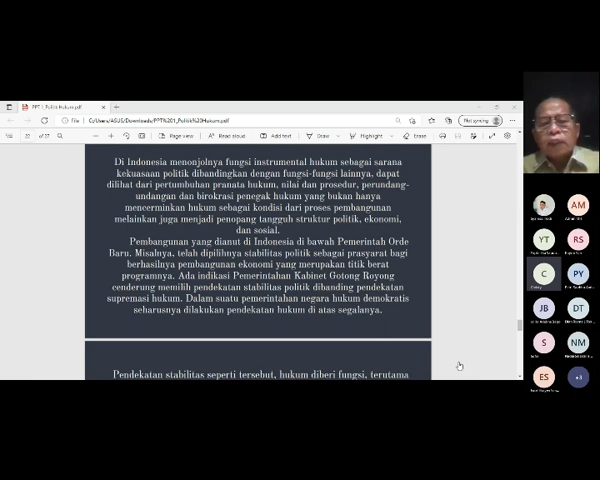 PPT 1_Politik Hukum.pdf
File
C:/Users/ASUS/Downloads/PPT%201_Politik%20Hukum.pdf
Not syncing
22 of 27
Page view
Read aloud
Add text
Draw
Highlight
Erase
Di Indonesia menonjolnya fungsi instrumental hukum sebagai sarana
kekuasaan politik dibandingkan dengan fungsi-fungsi lainnya, dapat
dilihat dari pertumbuhan pranata hukum, nilai dan prosedur, perundang-
undangan dan birokrasi penegak hukum yang bukan hanya
mencerminkan hukum sebagai kondisi dari proses pembangunan
melainkan juga menjadi penopang tangguh struktur politik, ekonomi,
dan sosial.
Pembangunan yang dianut di Indonesia di bawah Pemerintah Orde
Baru. Misalnya, telah dipilihnya stabilitas politik sebagai prasyarat bagi
berhasilnya pembangunan ekonomi yang merupakan titik berat
programnya. Ada indikasi Pemerintahan Kabinet Gotong Royong
cenderung memilih pendekatan stabilitas politik dibanding pendekatan
supremasi hukum. Dalam suatu pemerintahan negara hukum demokratis
seharusnya dilakukan pendekatan hukum di atas segalanya.
Pendekatan stabilitas seperti tersebut, hukum diberi fungsi, terutama
AM
YT
RS
C
PY
JB
DT
S
NM
ES
+3